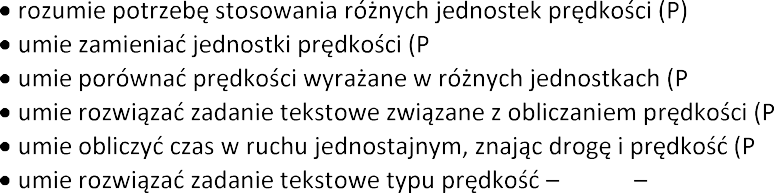 • rozumie potrzebę stosowania różnych jednostek prędkości (P)
• umie zamieniać jednostki prędkości (P
• umie porównać prędkości wyrażane w różnych jednostkach (P
• umie rozwiązać zadanie tekstowe związane z obliczaniem prędkości (P
• umie obliczyć czas w ruchu jednostajnym, znając drogę i prędkość (P
• umie rozwiązać zadanie tekstowe typu prędkość – –